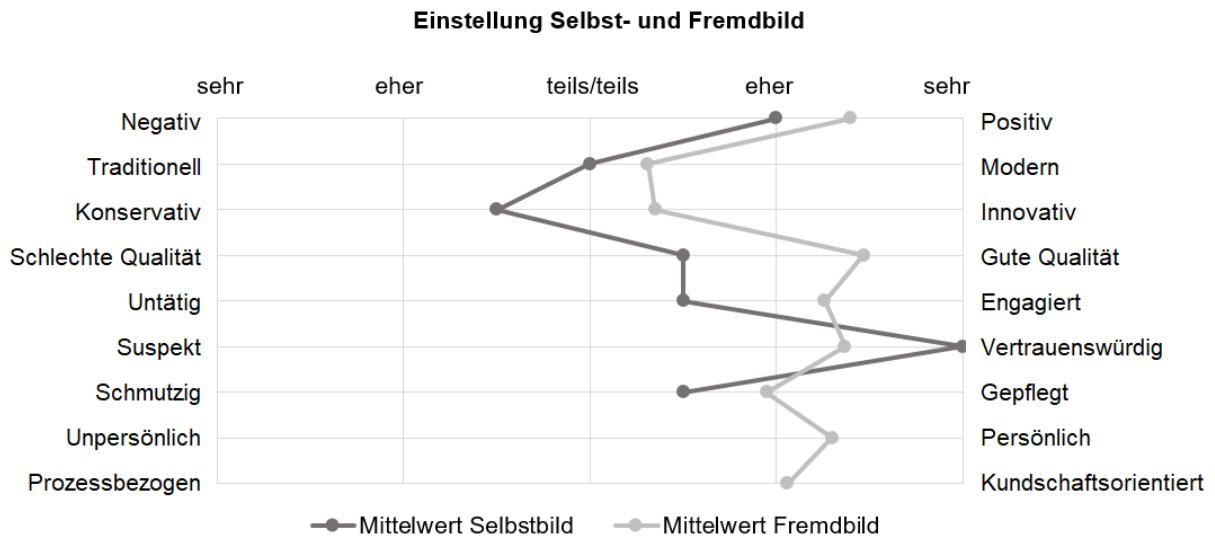 Einstellung Selbst- und Fremdbild
sehr eher teils/teils eher sehr
Negativ Positiv
Traditionell Modern
Konservativ Innovativ
Schlechte Qualität Gute Qualität
Untätig Engagiert
Suspekt Vertrauenswürdig
Schmutzig Gepflegt
Unpersönlich Persönlich
Prozessbezogen Kundschaftsorientiert
Mittelwert Selbstbild Mittelwert Fremdbild